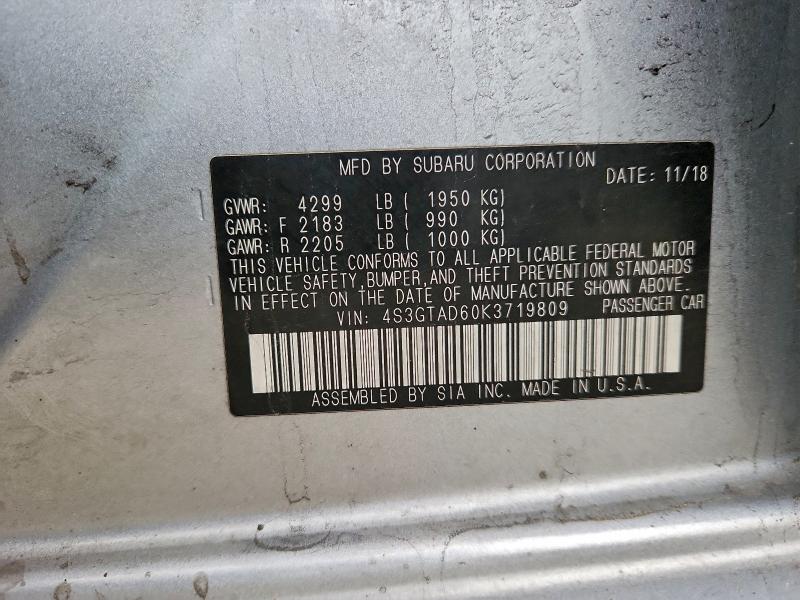 MFD BY SUBARU CORPORATION
DATE: 11/18
GVWR: 4299 LB ( 1950 KG)
GAWR: F 2183 LB ( 990 KG)
GAWR: R 2205 LB ( 1000 KG)
THIS VEHICLE CONFORMS TO ALL APPLICABLE FEDERAL MOTOR
VEHICLE SAFETY, BUMPER, AND THEFT PREVENTION STANDARDS
IN EFFECT ON THE DATE OF MANUFACTURE SHOWN ABOVE.
VIN: 4S3GTAD60K3719809 PASSENGER CAR
ASSEMBLED BY SIA INC. MADE IN U.S.A.